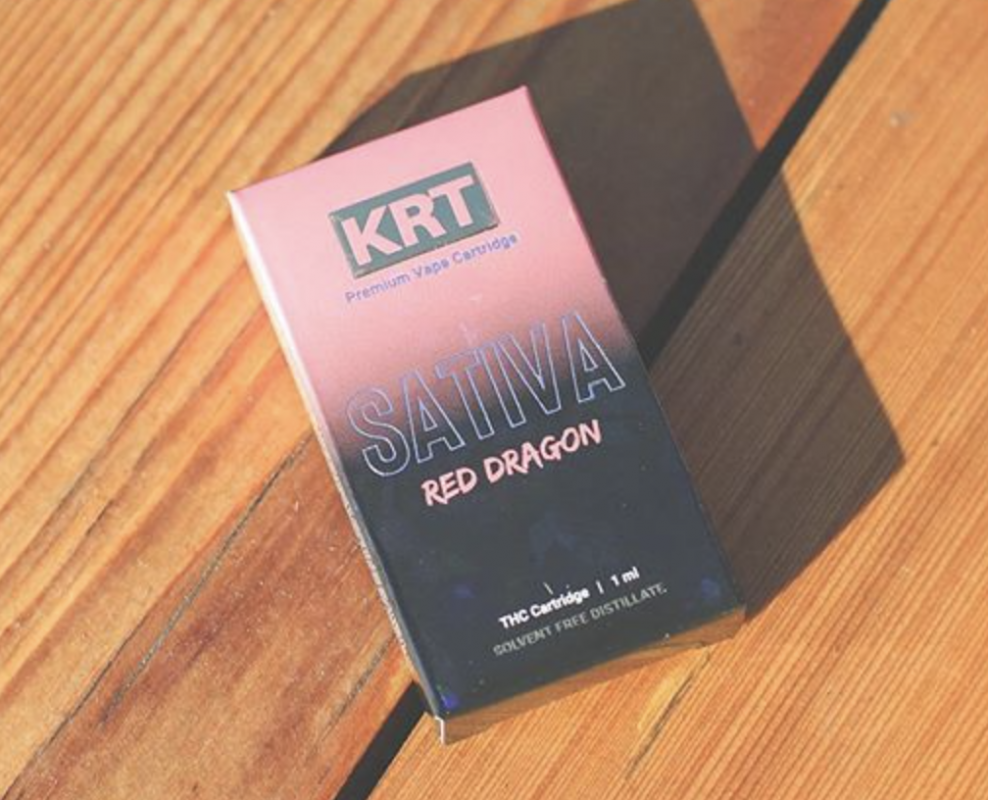 KRT
Premium Vape Cartridge
SATIVA
RED DRAGON
THC Cartridge | 1 ml
SOLVENT FREE DISTILLATE